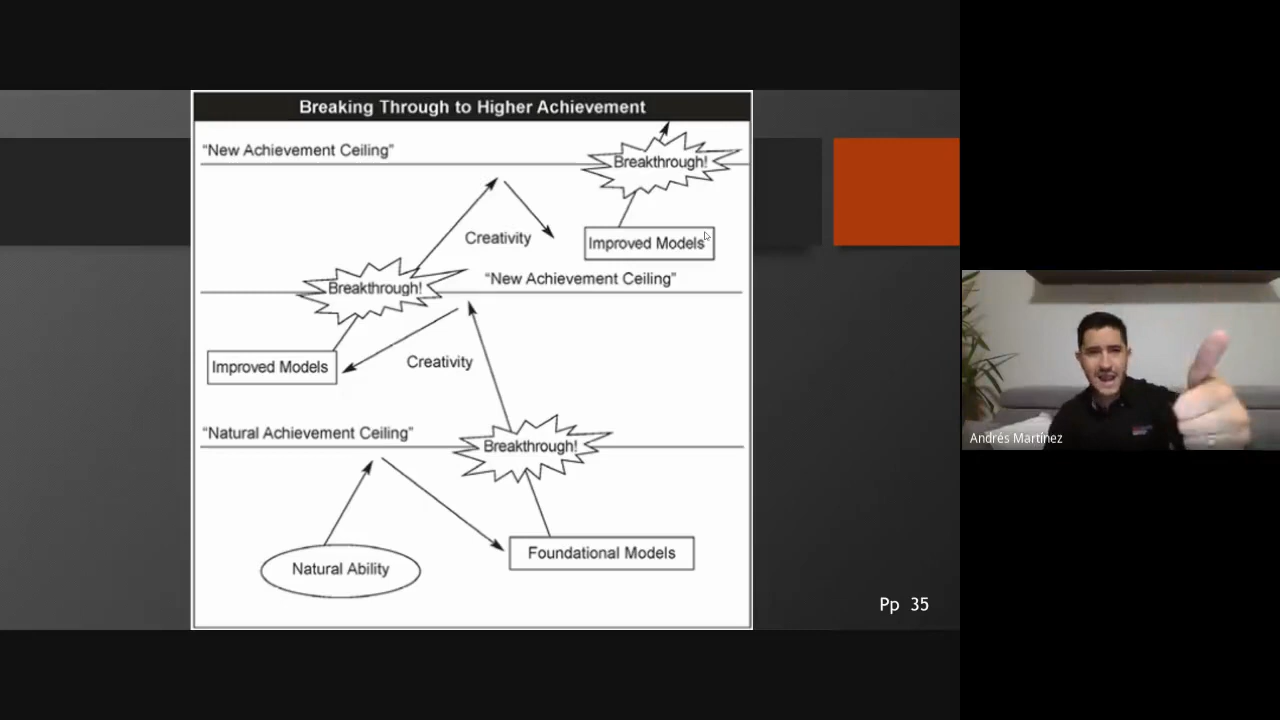 Breaking Through to Higher Achievement
“New Achievement Ceiling”
Breakthrough!
Creativity
Improved Models
Breakthrough!
“New Achievement Ceiling”
Improved Models
Creativity
“Natural Achievement Ceiling”
Breakthrough!
Foundational Models
Natural Ability
Pp 35
Andrés Martínez